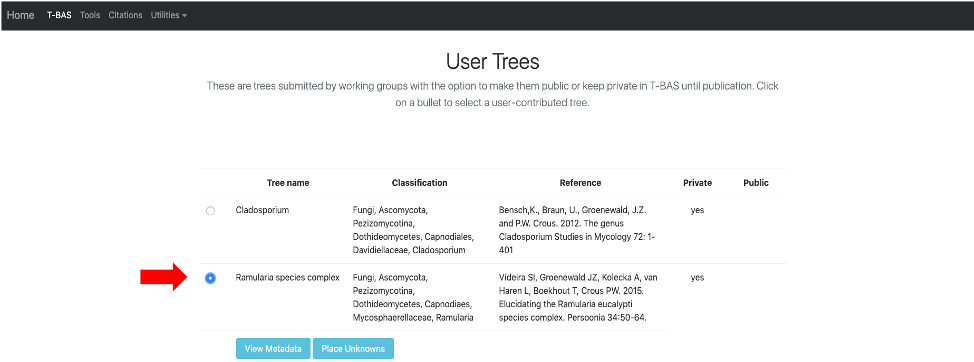 Home T-BAS Tools Citations Utilities
User Trees
These are trees submitted by working groups with the option to make them public or keep private in T-BAS until publication. Click
on a bullet to select a user-contributed tree.
Tree name Classification Reference Private Public
Cladosporium Fungi, Ascomycota, Bensch,K., Braun, U., Groenewald, J.Z. yes
Pezizomycotina, and P.W. Crous. 2012. The genus
Dothideomycetes, Capnodiales, Cladosporium Studies in Mycology 72: 1-
Davidiellaceae, Cladosporium 401
Ramularia species complex Fungi, Ascomycota, Videira SI, Groenewald JZ, Kolecka A, van yes
Pezizomycotina, Haren L, Boekhout T, Crous PW. 2015.
Dothideomycetes, Capnodiaes, Elucidating the Ramularia eucalypti
Mycosphaerellaceae, Ramularia species complex. Persoonia 34:50-64.
View Metadata Place Unknowns